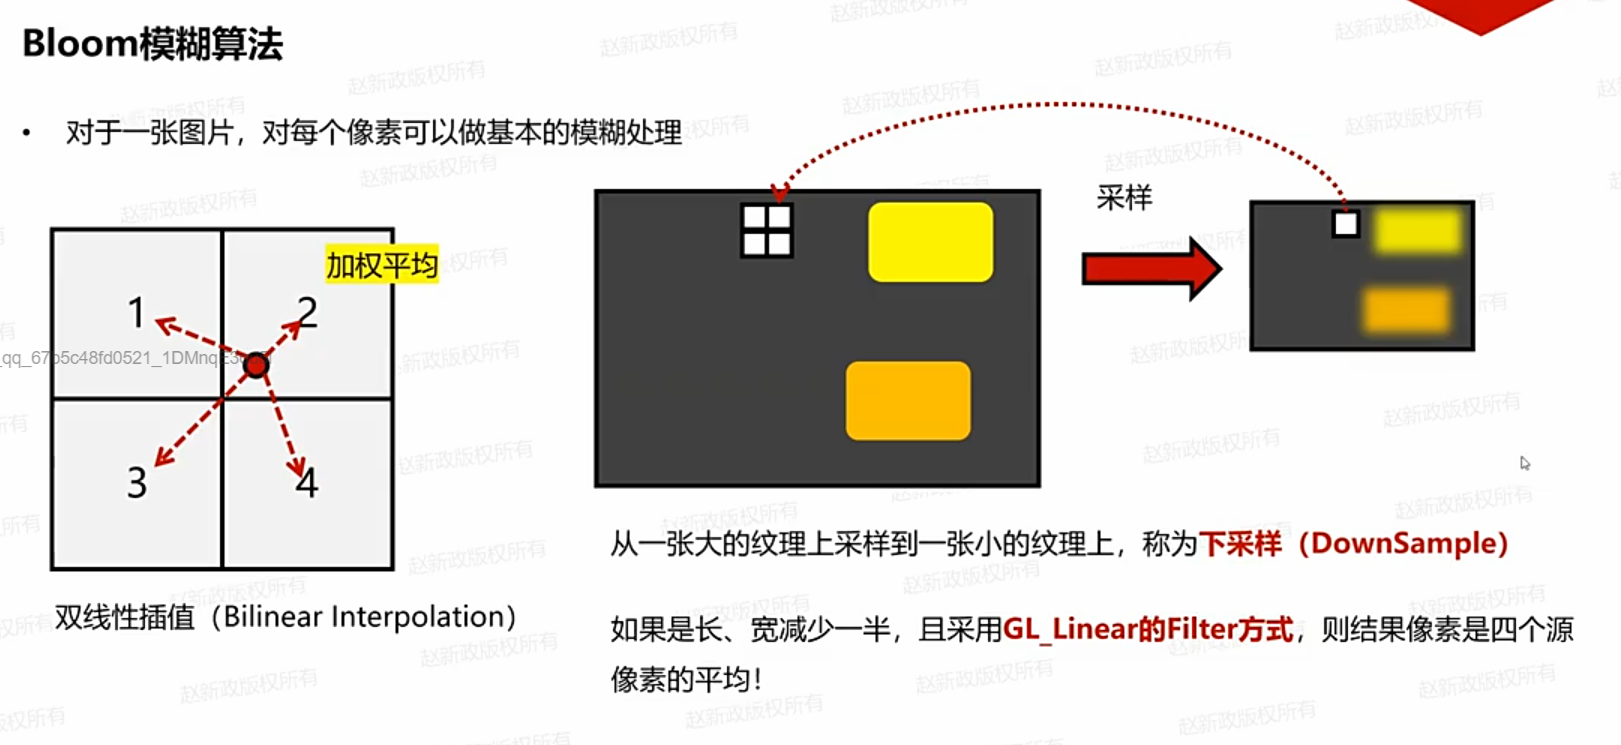 Bloom模糊算法
• 对于一张图片，对每个像素可以做基本的模糊处理
采样
加权平均
1
2
3
4
双线性插值（Bilinear Interpolation）
从一张大的纹理上采样到一张小的纹理上，称为下采样（DownSample）
如果是长、宽减少一半，且采用GL_Linear的Filter方式，则结果像素是四个源
像素的平均！
赵新政版权所有